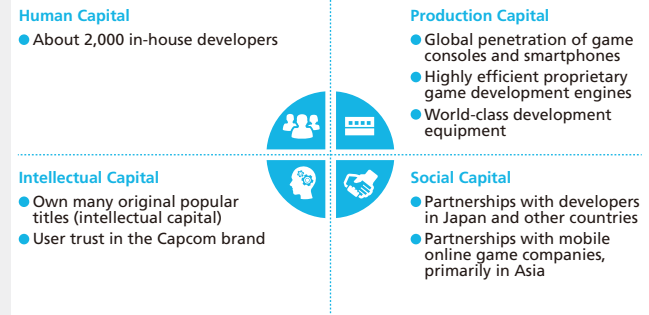 Human Capital
● About 2,000 in-house developers
Production Capital
● Global penetration of game
consoles and smartphones
● Highly efficient proprietary
game development engines
● World-class development
equipment
Intellectual Capital
● Own many original popular
titles (intellectual capital)
● User trust in the Capcom brand
Social Capital
● Partnerships with developers
in Japan and other countries
● Partnerships with mobile
online game companies,
primarily in Asia